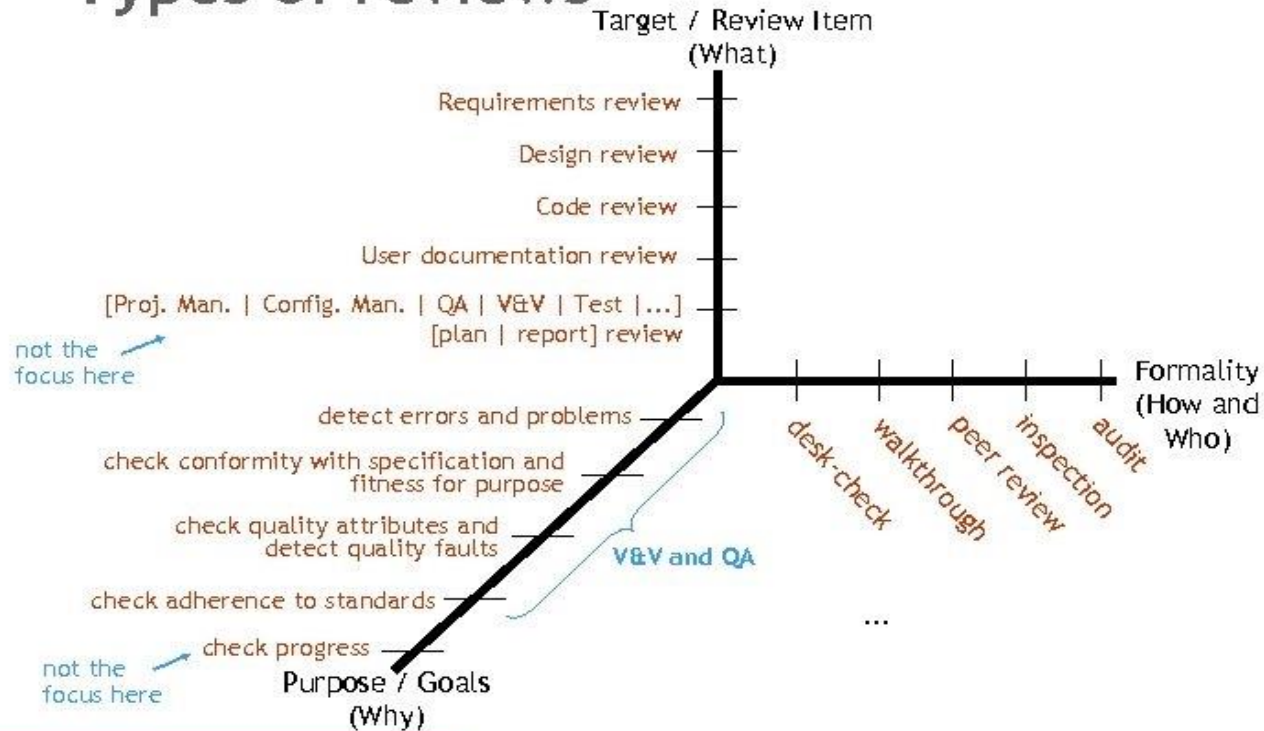 Types of reviews
Target / Review Item
(What)
Requirements review
Design review
Code review
User documentation review
[Proj. Man. | Config. Man. | QA | V&V | Test |...]
[plan | report] review
not the
focus here
Formality
(How and
Who)
desk-check
walkthrough
peer review
inspection
audit
detect errors and problems
check conformity with specification and
fitness for purpose
check quality attributes and
detect quality faults
V&V and QA
check adherence to standards
...
check progress
not the
focus here
Purpose / Goals
(Why)